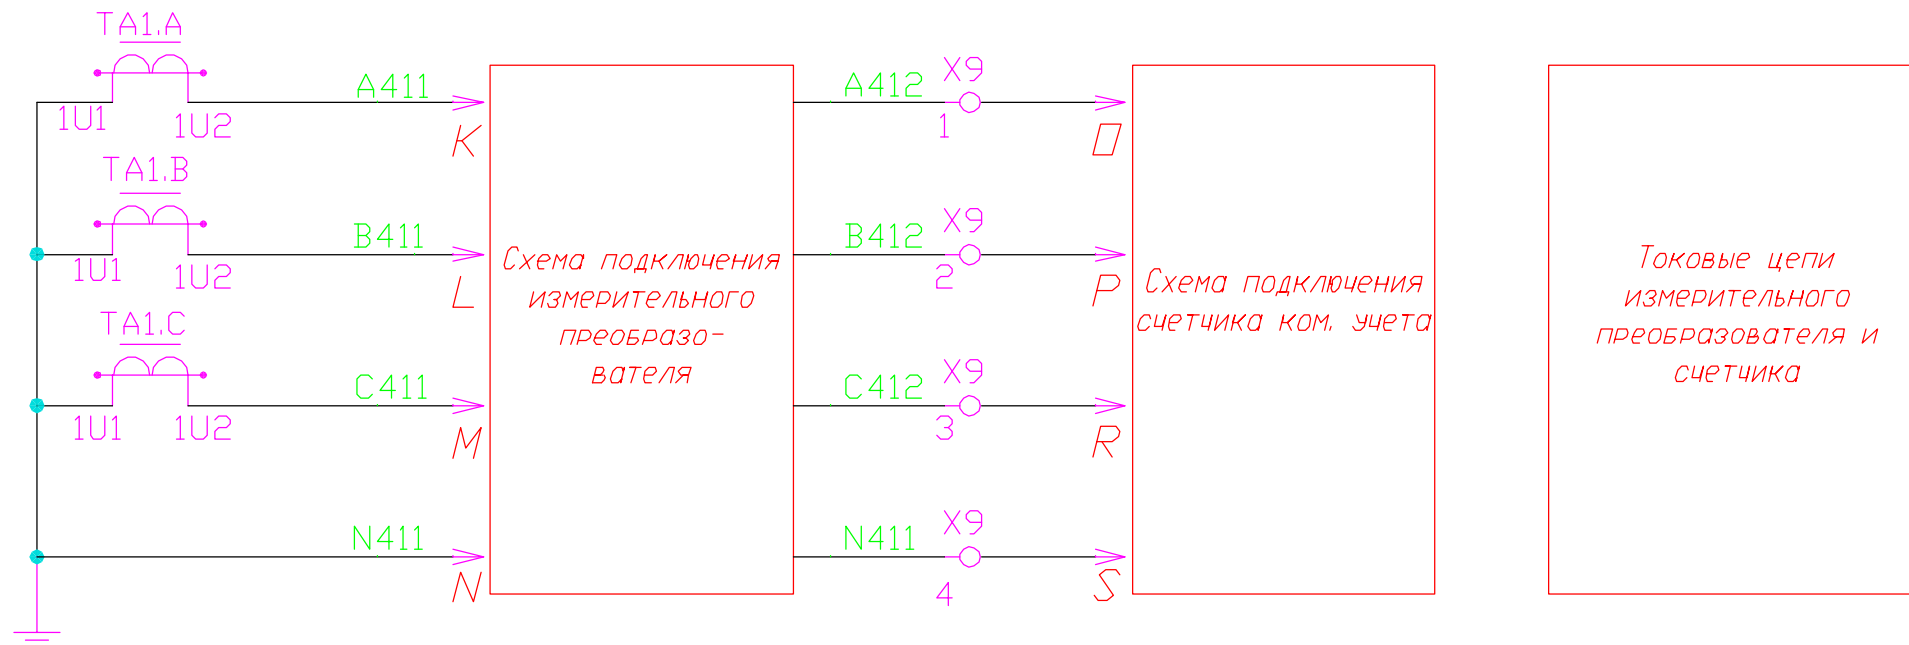 TA1.A
1U1
1U2
A411
K
TA1.B
1U1
1U2
B411
L
TA1.C
1U1
1U2
C411
M
N411
N
Схема подключения
измерительного
преобразо-
вателя
A412
X9
1
O
B412
X9
2
P
C412
X9
3
R
N411
X9
4
S
Схема подключения
счетчика ком. учета
Токовые цепи
измерительного
преобразователя и
счетчика